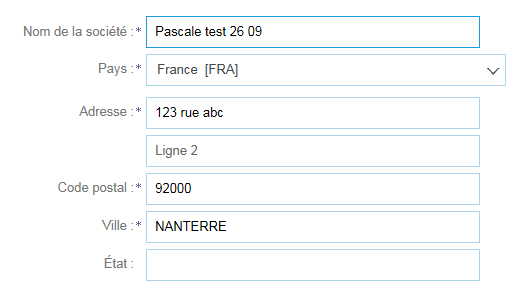 Nom de la société :* Pascale test 26 09
Pays :* France [FRA]
Adresse :* 123 rue abc
Ligne 2
Code postal :* 92000
Ville :* NANTERRE
État :